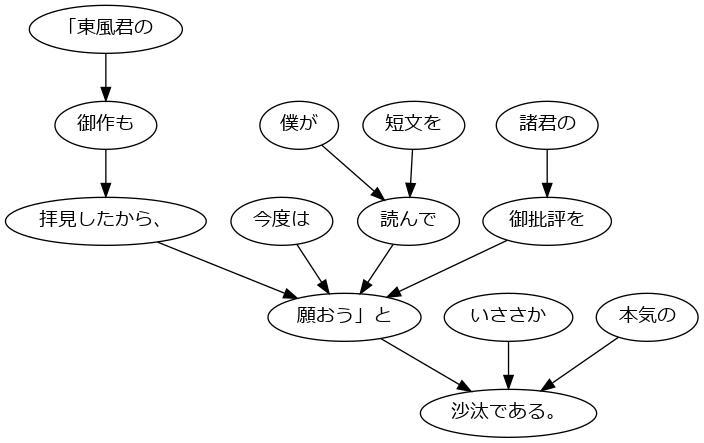 「東風君の
御作も
僕が
短文を
諸君の
拝見したから、
今度は
読んで
御批評を
願おう」と
いささか
本気の
沙汰である。